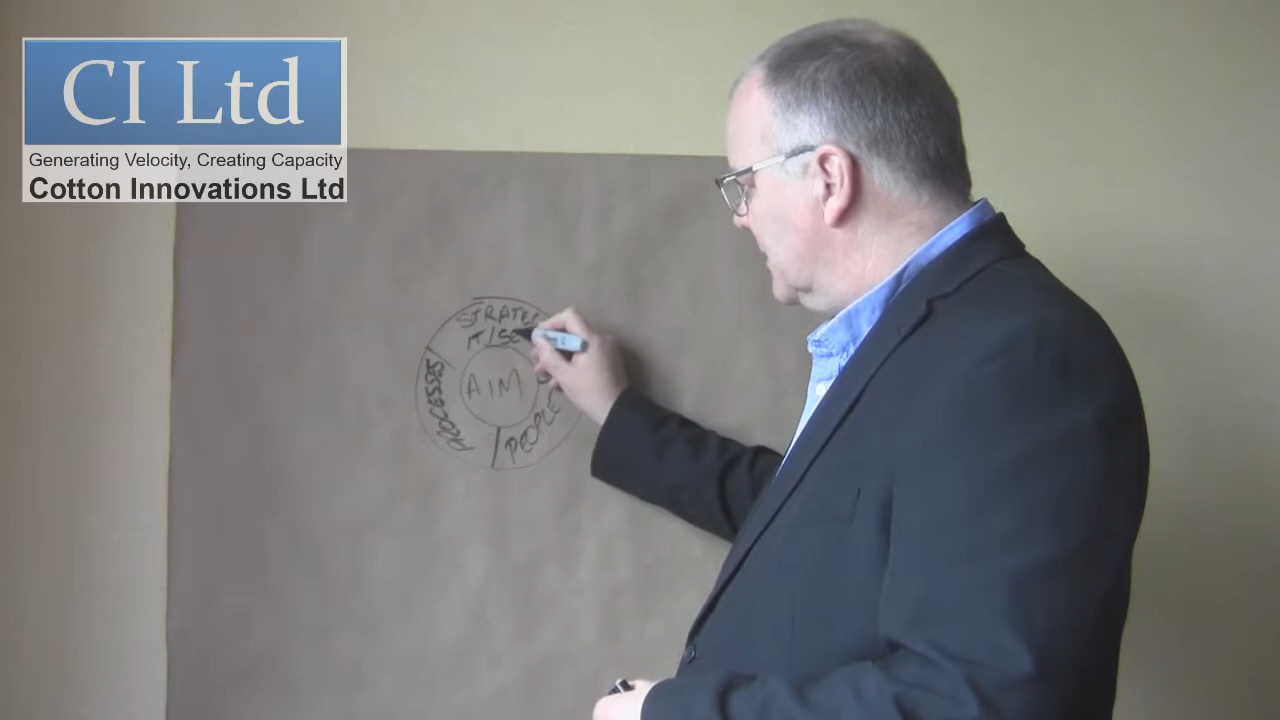 CI Ltd
Generating Velocity, Creating Capacity
Cotton Innovations Ltd
AIM
PROCESSES
PEOPLE